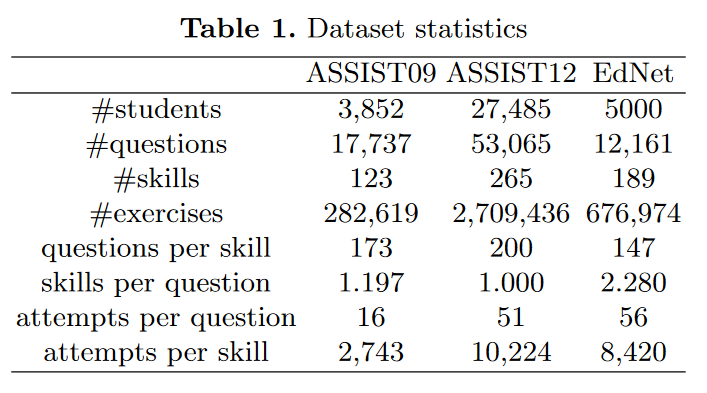 Table 1. Dataset statistics
ASSIST09 ASSIST12 EdNet
#students 3,852 27,485 5000
#questions 17,737 53,065 12,161
#skills 123 265 189
#exercises 282,619 2,709,436 676,974
questions per skill 173 200 147
skills per question 1.197 1.000 2.280
attempts per question 16 51 56
attempts per skill 2,743 10,224 8,420